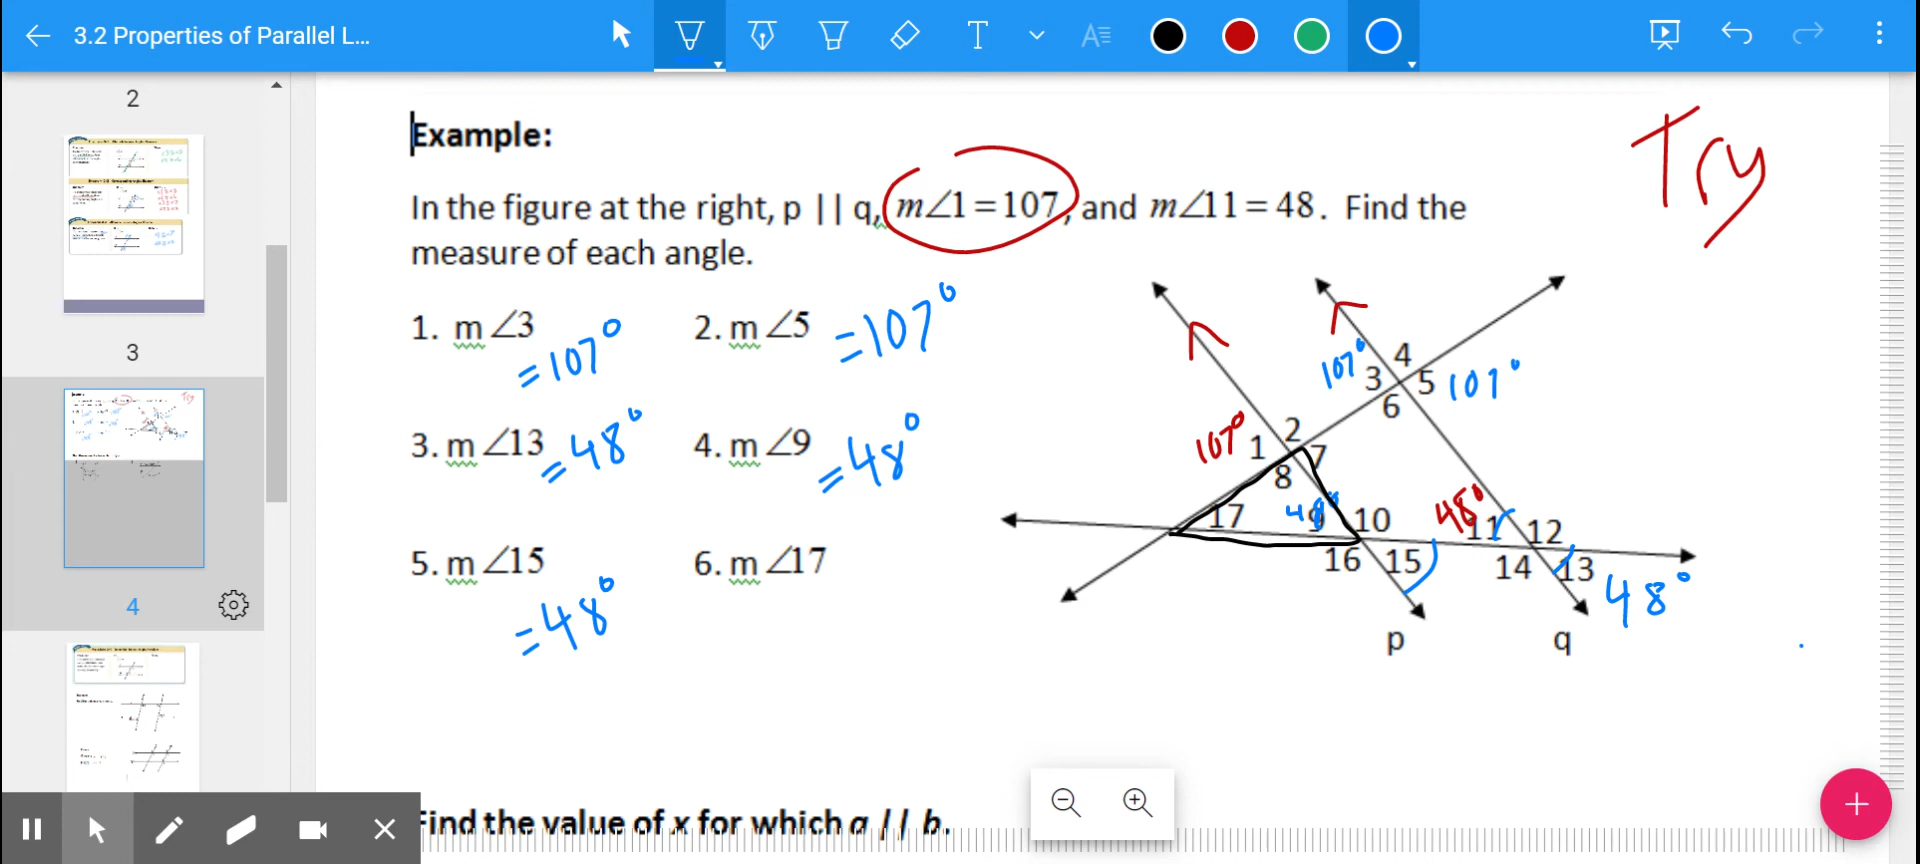 3.2 Properties of Parallel L...
T
A
2
3
4
Example:
Try
In the figure at the right, p || q, m∠1 = 107, and m∠11 = 48. Find the
measure of each angle.
1. m ∠3 = 107°
2. m ∠5 = 107°
3. m ∠13 = 48°
4. m ∠9 = 48°
5. m ∠15 = 48°
6. m ∠17
107° 3 4 5 107°
6
107° 1 2 7
8
17 48° 9 10 48° 11 12
16 15 14 13 48°
p q
Find the value of x for which a || b.